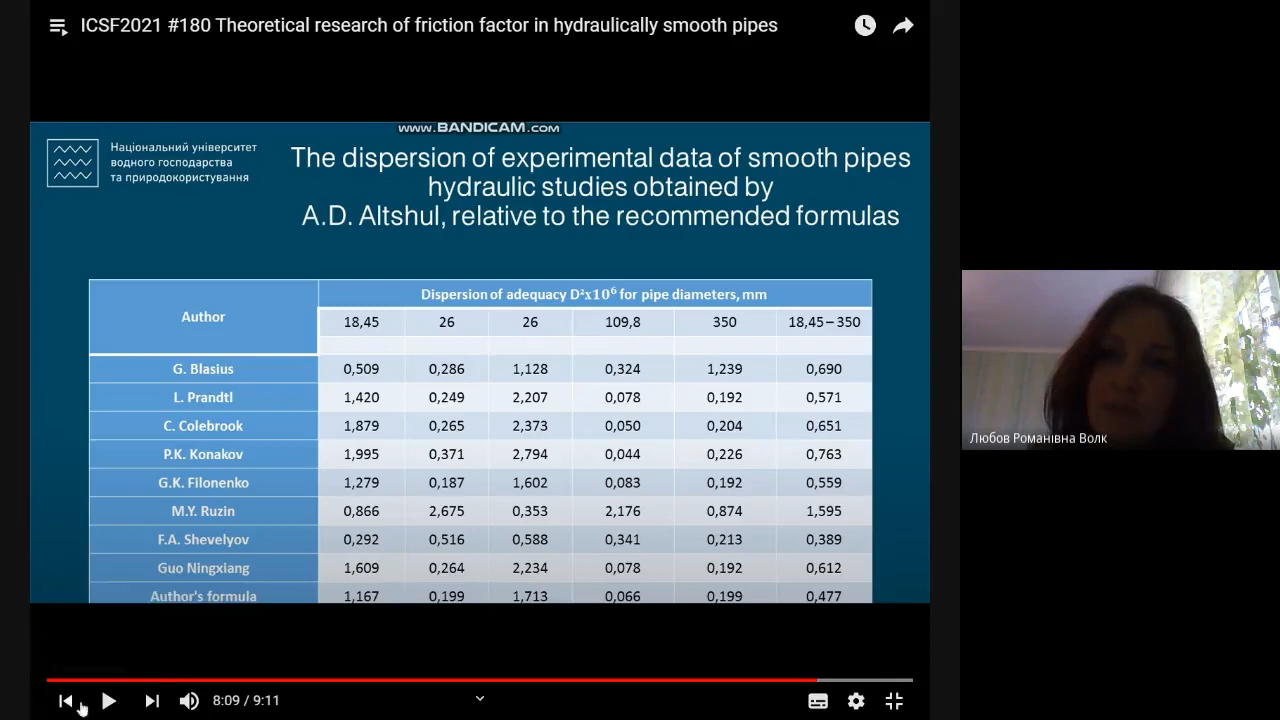 ICSF2021 #180 Theoretical research of friction factor in hydraulically smooth pipes
www.BANDICAM.com
Національний університет
водного господарства
та природокористування
The dispersion of experimental data of smooth pipes
hydraulic studies obtained by
A.D. Altshul, relative to the recommended formulas
Author
Dispersion of adequacy D²x10⁶ for pipe diameters, mm
18,45 26 26 109,8 350 18,45 – 350
G. Blasius 0,509 0,286 1,128 0,324 1,239 0,690
L. Prandtl 1,420 0,249 2,207 0,078 0,192 0,571
C. Colebrook 1,879 0,265 2,373 0,050 0,204 0,651
P.K. Konakov 1,995 0,371 2,794 0,044 0,226 0,763
G.K. Filonenko 1,279 0,187 1,602 0,083 0,192 0,559
M.Y. Ruzin 0,866 2,675 0,353 2,176 0,874 1,595
F.A. Shevelyov 0,292 0,516 0,588 0,341 0,213 0,389
Guo Ningxiang 1,609 0,264 2,234 0,078 0,192 0,612
Author's formula 1,167 0,199 1,713 0,066 0,199 0,477
Любов Романівна Волк
8:09 / 9:11